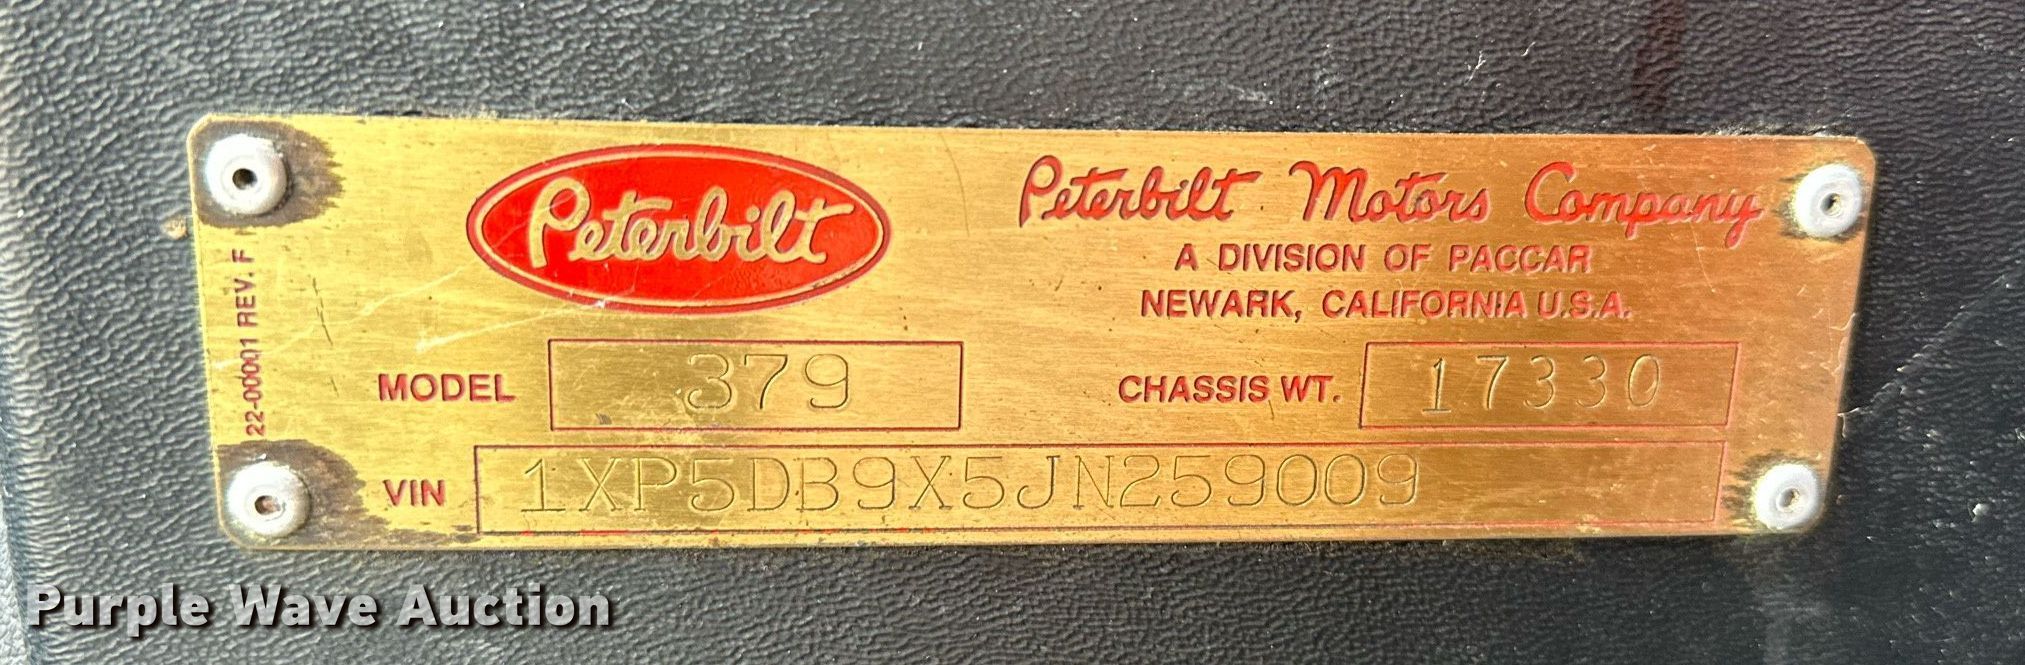 Peterbilt
Peterbilt Motors Company
A DIVISION OF PACCAR
NEWARK, CALIFORNIA U.S.A.
22-00001 REV. F
MODEL 379
CHASSIS WT. 17330
VIN 1XP5DB9X5JN259009
Purple Wave Auction